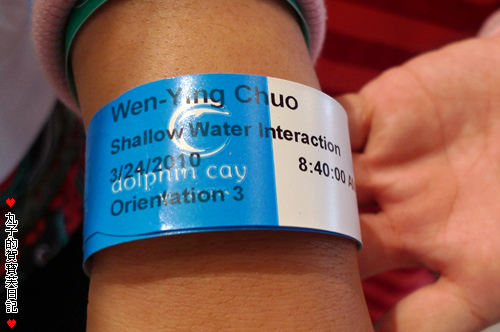 Wen-Ying Chuo
Shallow Water Interaction
3/24/2010
8:40:00 A
dolphin cay
Orientation 3